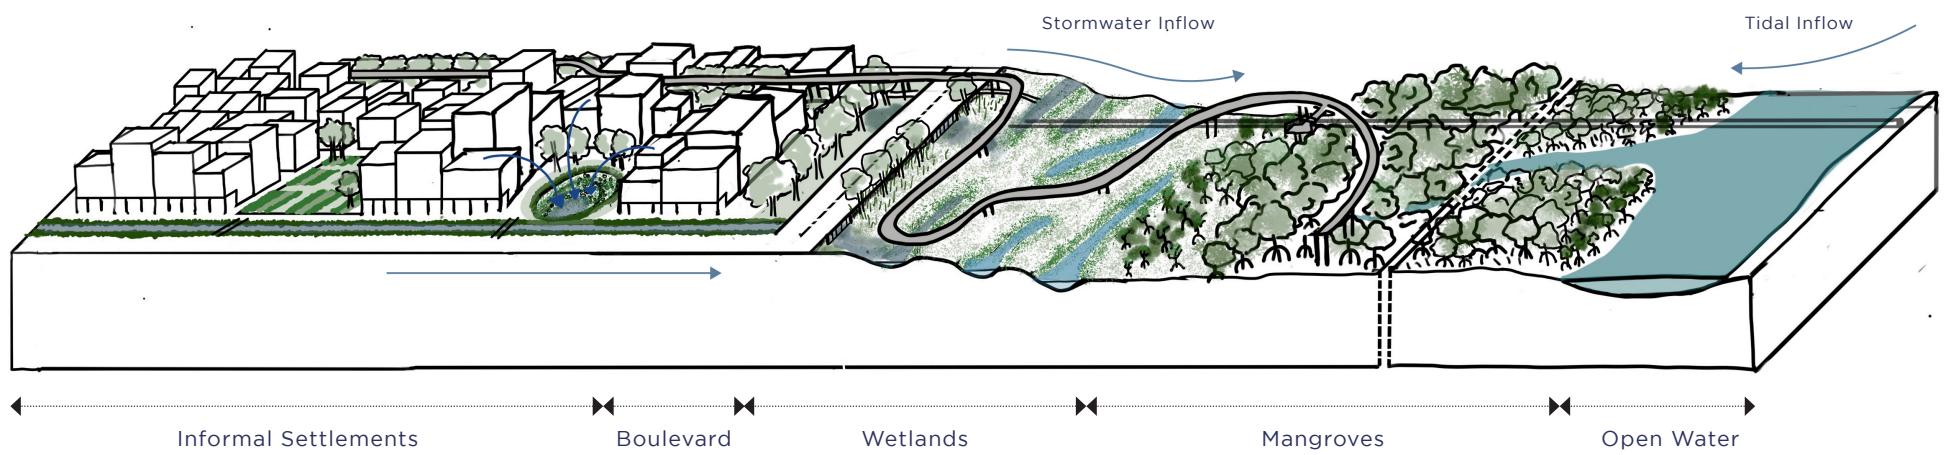 Stormwater Inflow
Tidal Inflow
Informal Settlements
Boulevard
Wetlands
Mangroves
Open Water